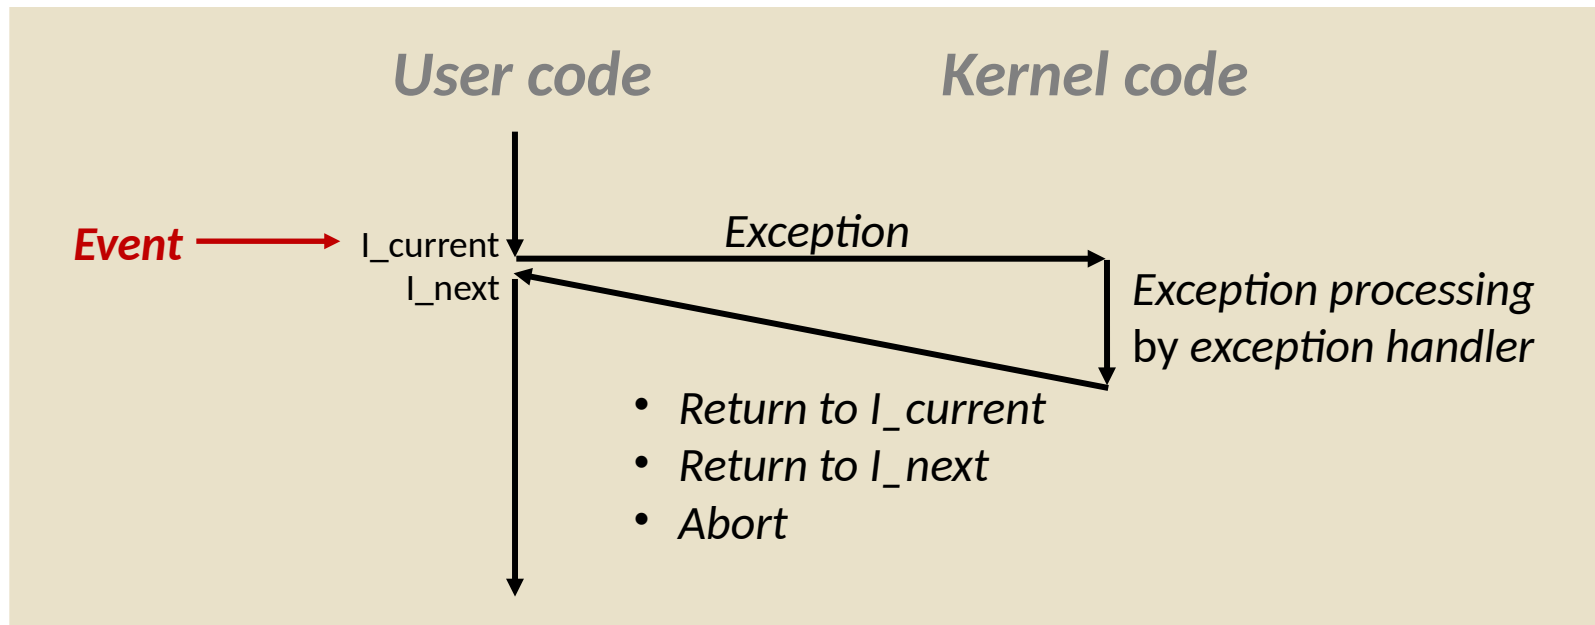 User code
Kernel code
Event
I_current
Exception
I_next
Exception processing
by exception handler
• Return to I_current
• Return to I_next
• Abort